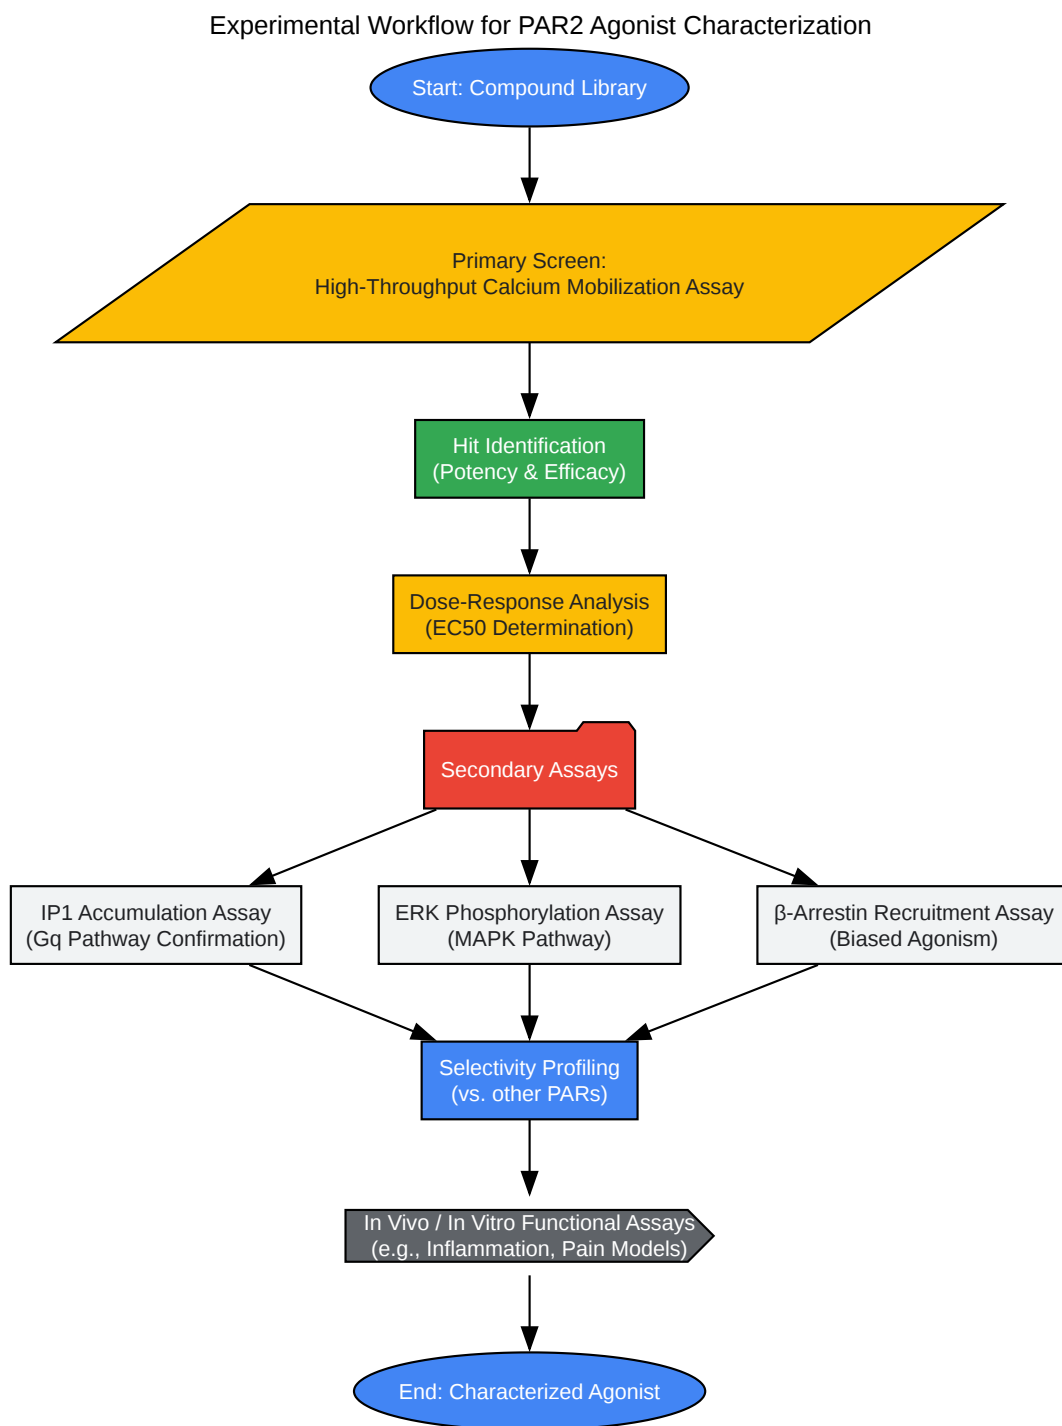 Experimental Workflow for PAR2 Agonist Characterization
Start: Compound Library
Primary Screen:
High-Throughput Calcium Mobilization Assay
Hit Identification
(Potency & Efficacy)
Dose-Response Analysis
(EC50 Determination)
Secondary Assays
IP1 Accumulation Assay
(Gq Pathway Confirmation)
ERK Phosphorylation Assay
(MAPK Pathway)
β-Arrestin Recruitment Assay
(Biased Agonism)
Selectivity Profiling
(vs. other PARs)
In Vivo / In Vitro Functional Assays
(e.g., Inflammation, Pain Models)
End: Characterized Agonist